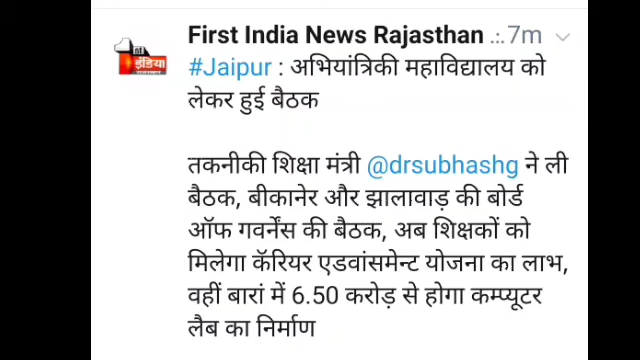 First India News Rajasthan .:. 7m
#Jaipur : अभियांत्रिकी महाविद्यालय को
लेकर हुई बैठक
तकनीकी शिक्षा मंत्री @drsubhashg ने ली
बैठक, बीकानेर और झालावाड़ की बोर्ड
ऑफ गवर्नेंस की बैठक, अब शिक्षकों को
मिलेगा कॅरियर एडवांसमेन्ट योजना का लाभ,
वहीं बारां में 6.50 करोड़ से होगा कम्प्यूटर
लैब का निर्माण
इंडिया